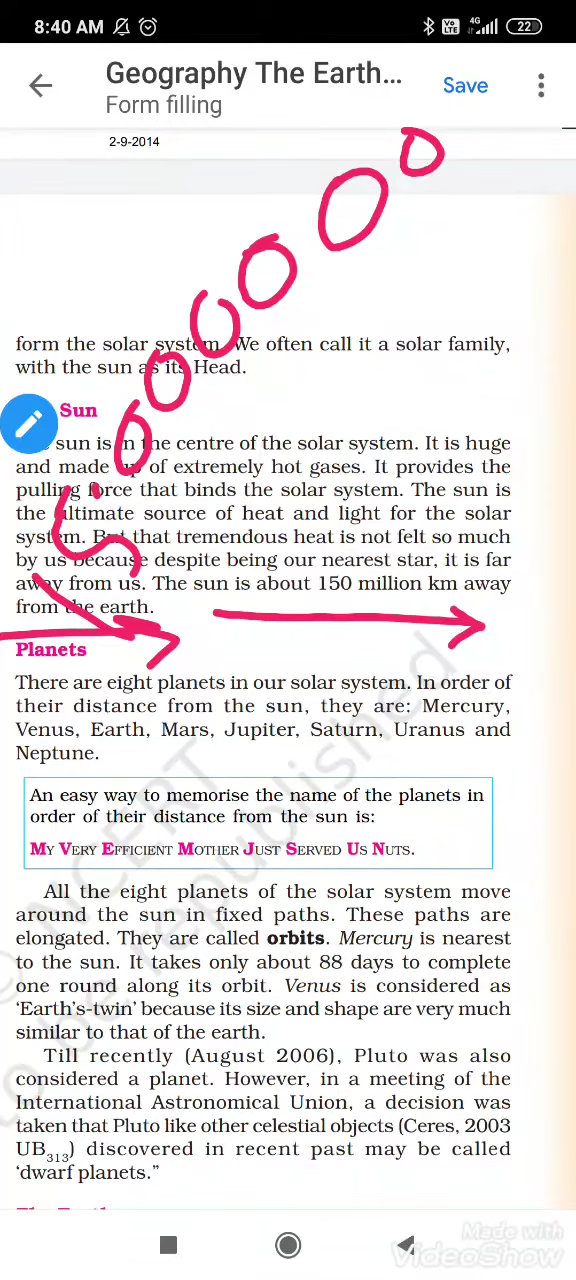 8:40 AM
4G
Vo
LTE
22
Geography The Earth...
Form filling
Save
2-9-2014
15000000
form the solar system. We often call it a solar family,
with the sun as its Head.
Sun
sun is in the centre of the solar system. It is huge
and made up of extremely hot gases. It provides the
pulling force that binds the solar system. The sun is
the ultimate source of heat and light for the solar
system. But that tremendous heat is not felt so much
by us because despite being our nearest star, it is far
away from us. The sun is about 150 million km away
from the earth.
Planets
There are eight planets in our solar system. In order of
their distance from the sun, they are: Mercury,
Venus, Earth, Mars, Jupiter, Saturn, Uranus and
Neptune.
An easy way to memorise the name of the planets in
order of their distance from the sun is:
MY VERY EFFICIENT MOTHER JUST SERVED US NUTS.
All the eight planets of the solar system move
around the sun in fixed paths. These paths are
elongated. They are called orbits. Mercury is nearest
to the sun. It takes only about 88 days to complete
one round along its orbit. Venus is considered as
‘Earth’s-twin’ because its size and shape are very much
similar to that of the earth.
Till recently (August 2006), Pluto was also
considered a planet. However, in a meeting of the
International Astronomical Union, a decision was
taken that Pluto like other celestial objects (Ceres, 2003
UB313) discovered in recent past may be called
‘dwarf planets.”
© NCERT
to be republished
Made with
VideoShow